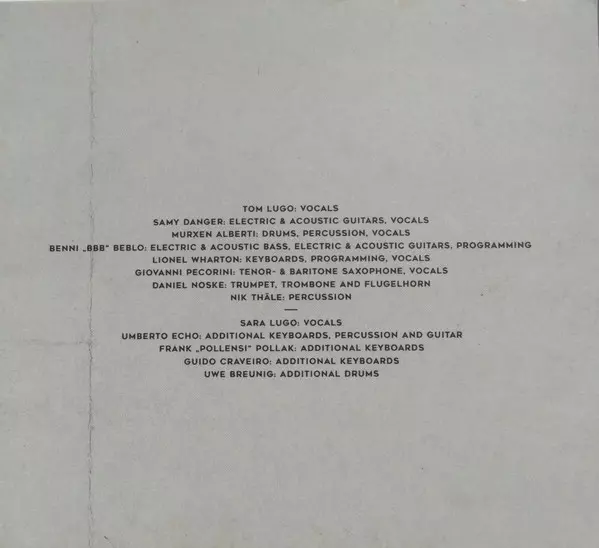 TOM LUGO: VOCALS
SAMY DANGER: ELECTRIC & ACOUSTIC GUITARS, VOCALS
MURXEN ALBERTI: DRUMS, PERCUSSION, VOCALS
BENNI „BBB“ BEBLO: ELECTRIC & ACOUSTIC BASS, ELECTRIC & ACOUSTIC GUITARS, PROGRAMMING
LIONEL WHARTON: KEYBOARDS, PROGRAMMING, VOCALS
GIOVANNI PECORINI: TENOR- & BARITONE SAXOPHONE, VOCALS
DANIEL NOSKE: TRUMPET, TROMBONE AND FLUGELHORN
NIK THÄLE: PERCUSSION
SARA LUGO: VOCALS
UMBERTO ECHO: ADDITIONAL KEYBOARDS, PERCUSSION AND GUITAR
FRANK „POLLENSI“ POLLAK: ADDITIONAL KEYBOARDS
GUIDO CRAVEIRO: ADDITIONAL KEYBOARDS
UWE BREUNIG: ADDITIONAL DRUMS